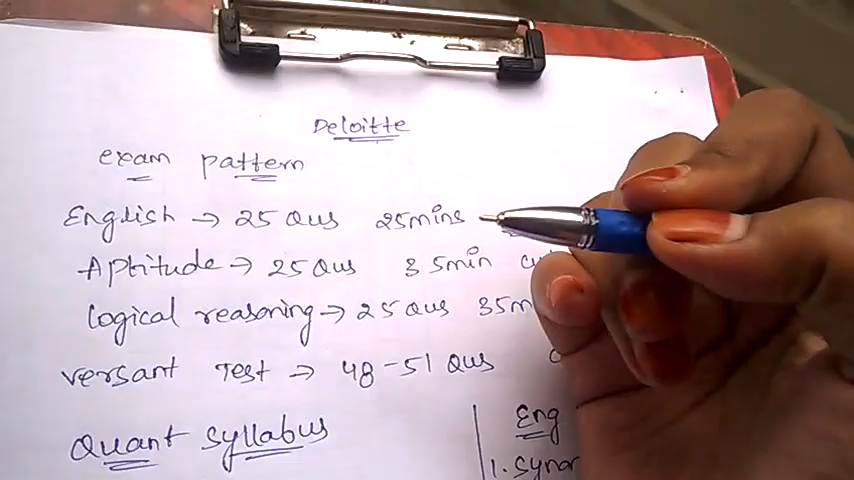 Deloitte
exam pattern
English → 25 Qus 25mins
Aptitude → 25 Qus 35min
logical reasoning → 25 Qus
versant Test → 48-51 Qus
Quant syllabus
Eng
1.